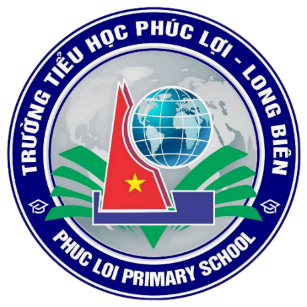 TRƯỜNG TIỂU HỌC PHÚC LỢI - LONG BIÊN
PHUC LOI PRIMARY SCHOOL